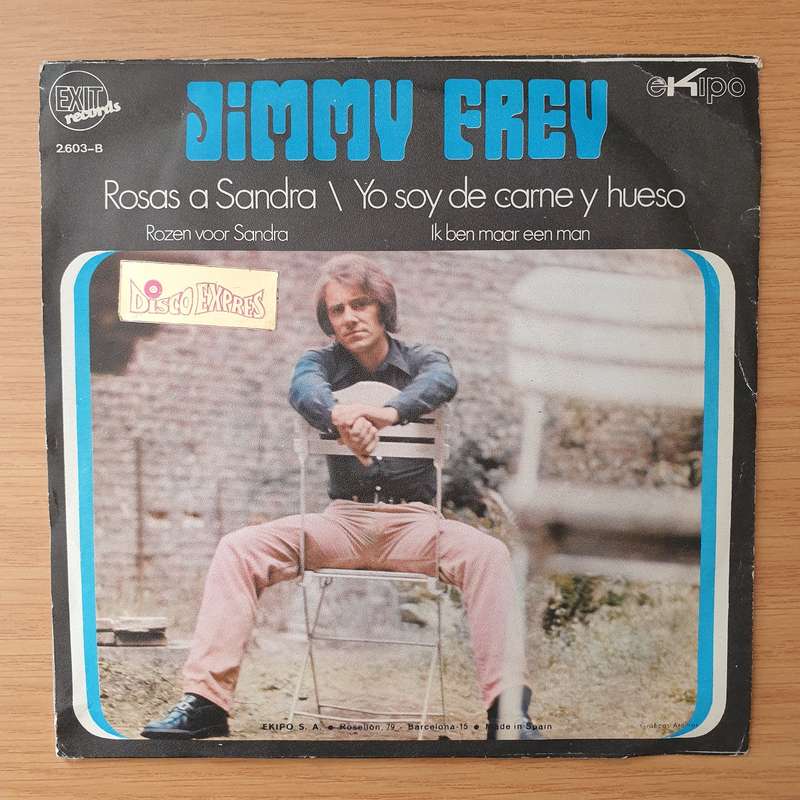 EXIT
records
2.603-B
JIMMY FREY
eKipo
Rosas a Sandra \ Yo soy de carne y hueso
Rozen voor Sandra
Ik ben maar een man
DISCO EXPRES
EKIPO S. A. ● Rosellon, 79 - Barcelona-15 ● Made in Spain
Gráficas